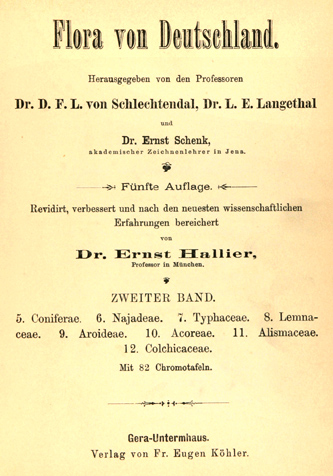 Flora von Deutschland.
Herausgegeben von den Professoren
Dr. D. F. L. von Schlechtendal, Dr. L. E. Langethal
und
Dr. Ernst Schenk,
akademischer Zeichnenlehrer in Jena.
Fünfte Auflage.
Revidirt, verbessert und nach den neuesten wissenschaftlichen
Erfahrungen bereichert
von
Dr. Ernst Hallier,
Professor in München.
ZWEITER BAND.
5. Coniferae. 6. Najadeae. 7. Typhaceae. 8. Lemna-
ceae. 9. Aroideae. 10. Acoreae. 11. Alismaceae.
12. Colchicaceae.
Mit 82 Chromotafeln.
Gera-Untermhaus.
Verlag von Fr. Eugen Köhler.